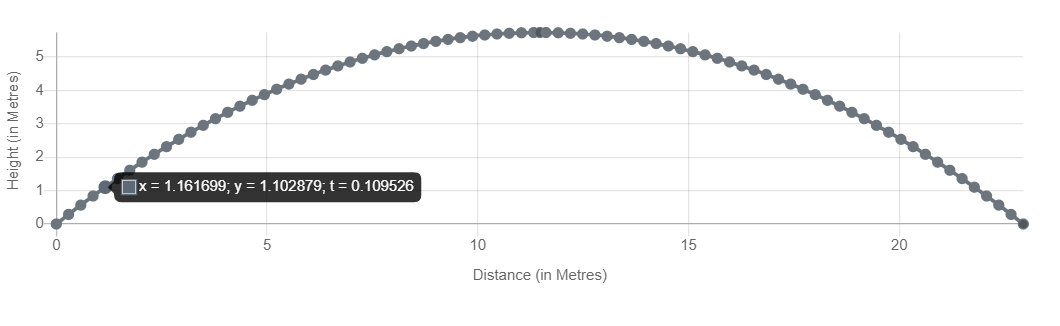 Height (in Metres)
5
4
3
2
1
0
x = 1.161699; y = 1.102879; t = 0.109526
0 5 10 15 20
Distance (in Metres)